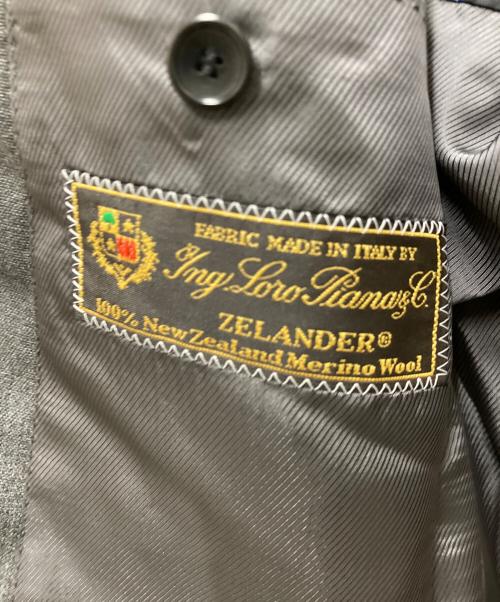 FABRIC MADE IN ITALY BY
Ing. Loro Piana & C.
ZELANDER®
100% New Zealand Merino Wool